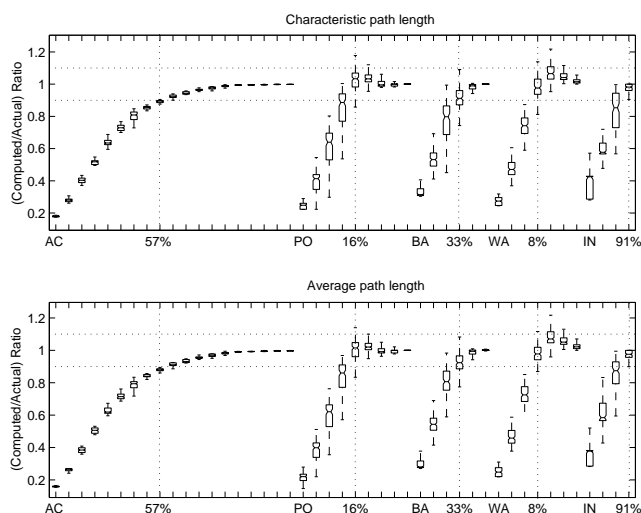 Characteristic path length
(Computed/Actual) Ratio
1.2
1
0.8
0.6
0.4
0.2
AC 57% PO 16% BA 33% WA 8% IN 91%
Average path length
(Computed/Actual) Ratio
1.2
1
0.8
0.6
0.4
0.2
AC 57% PO 16% BA 33% WA 8% IN 91%